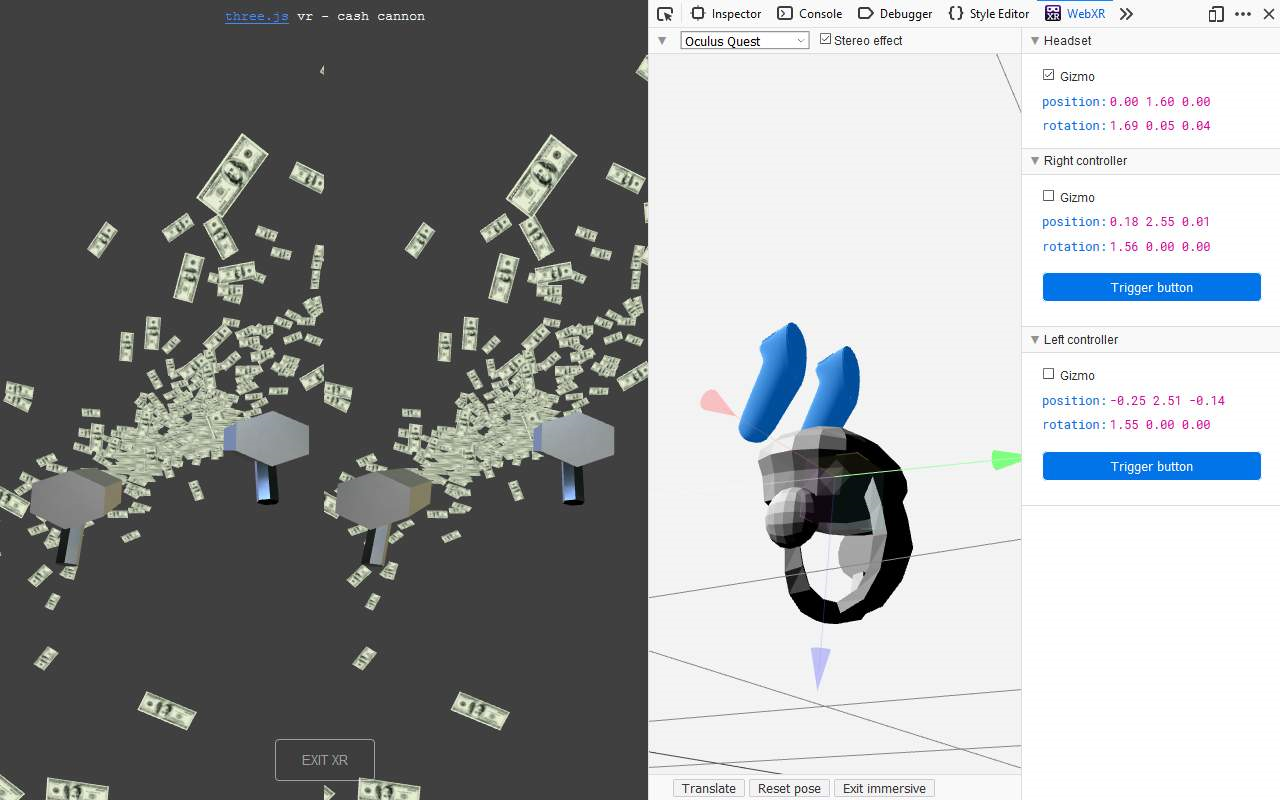 three.js vr - cash cannon
EXIT XR
Inspector Console Debugger Style Editor WebXR
Oculus Quest Stereo effect
Translate Reset pose Exit immersive
Headset
Gizmo
position: 0.00 1.60 0.00
rotation: 1.69 0.05 0.04
Right controller
Gizmo
position: 0.18 2.55 0.01
rotation: 1.56 0.00 0.00
Trigger button
Left controller
Gizmo
position: -0.25 2.51 -0.14
rotation: 1.55 0.00 0.00
Trigger button